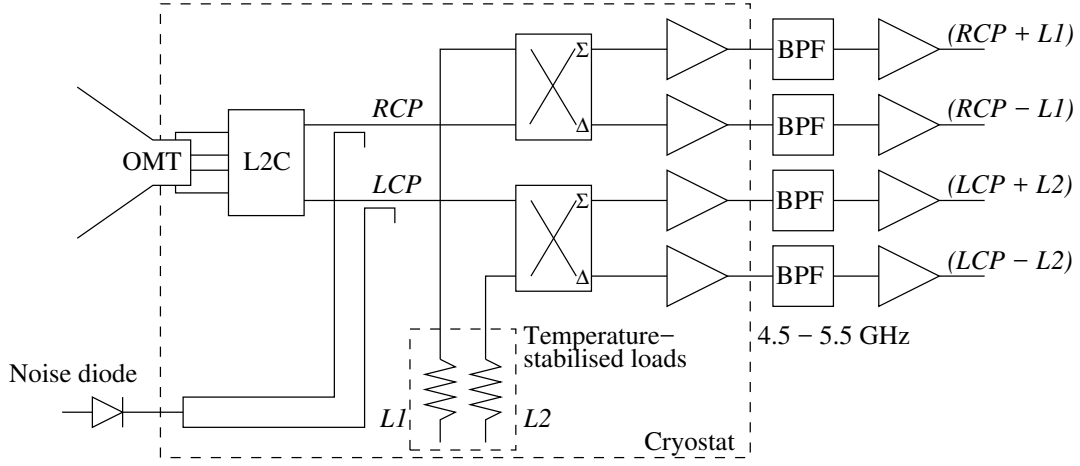 (RCP + L1)
BPF
RCP
(RCP − L1)
Σ
Δ
BPF
OMT
L2C
LCP
(LCP + L2)
Σ
Δ
BPF
(LCP − L2)
BPF
Temperature−
stabilised loads
4.5 − 5.5 GHz
Noise diode
L1
L2
Cryostat